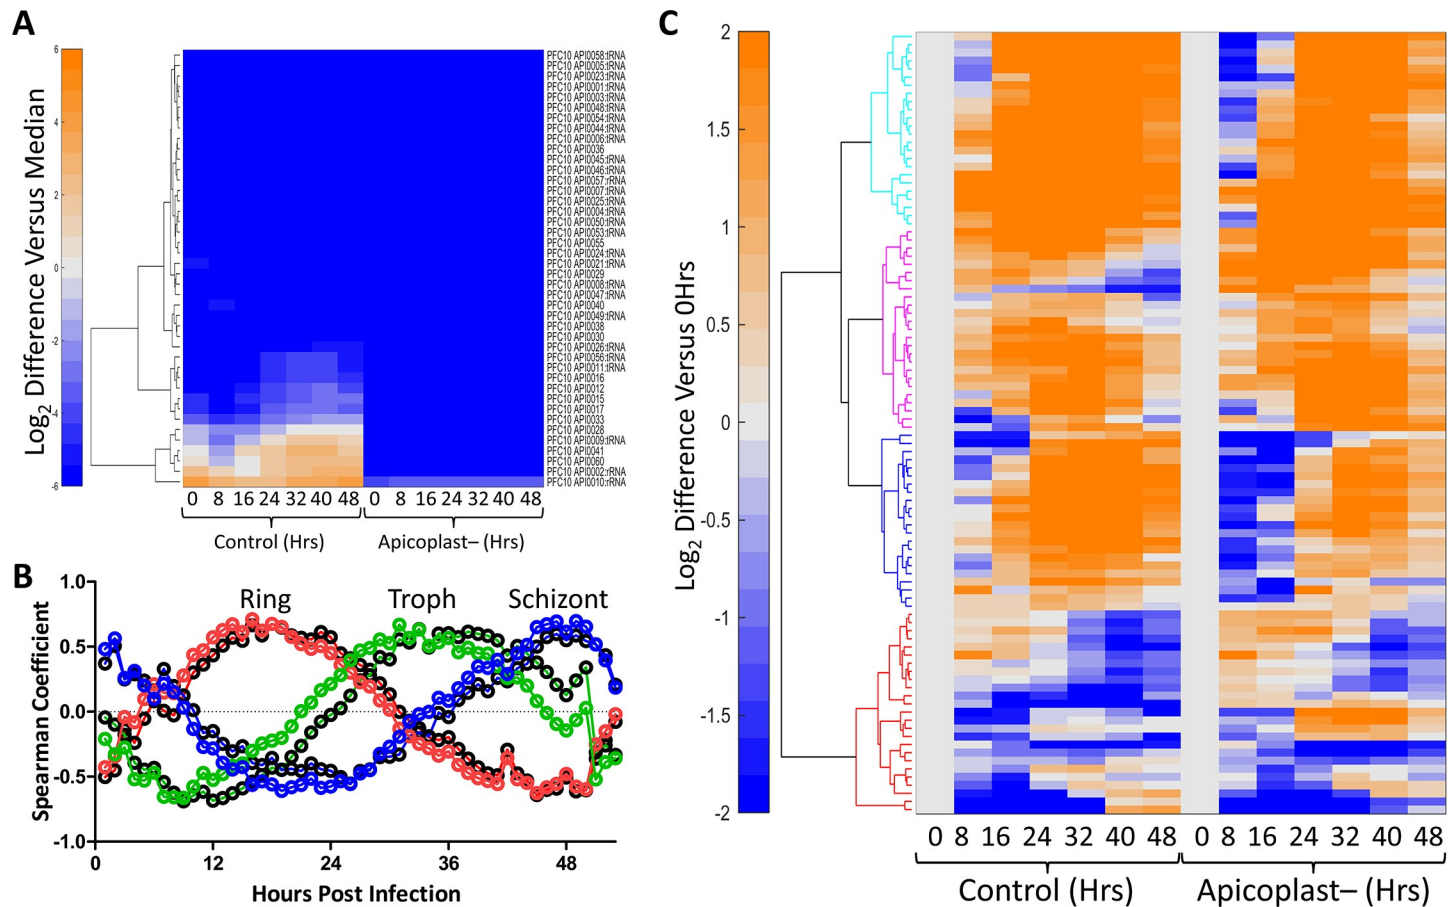 A
Log2 Difference Versus Median
6
4
2
0
-2
-4
-6
PFC10 API0058:tRNA
PFC10 API0005:tRNA
PFC10 API0023:tRNA
PFC10 API0001:tRNA
PFC10 API0003:tRNA
PFC10 API0048:tRNA
PFC10 API0054:tRNA
PFC10 API0044:tRNA
PFC10 API0006:tRNA
PFC10 API0036
PFC10 API0045:tRNA
PFC10 API0046:tRNA
PFC10 API0057:rRNA
PFC10 API0007:tRNA
PFC10 API0025:tRNA
PFC10 API0004:tRNA
PFC10 API0050:tRNA
PFC10 API0053:tRNA
PFC10 API0055
PFC10 API0024:tRNA
PFC10 API0021:tRNA
PFC10 API0029
PFC10 API0008:tRNA
PFC10 API0047:tRNA
PFC10 API0040
PFC10 API0049:tRNA
PFC10 API0038
PFC10 API0030
PFC10 API0026:tRNA
PFC10 API0056:tRNA
PFC10 API0011:tRNA
PFC10 API0016
PFC10 API0012
PFC10 API0015
PFC10 API0017
PFC10 API0033
PFC10 API0028
PFC10 API0009:tRNA
PFC10 API0041
PFC10 API0060
PFC10 API0002:rRNA
PFC10 API0010:rRNA
0 8 16 24 32 40 48 0 8 16 24 32 40 48
Control (Hrs) Apicoplast– (Hrs)
B
Spearman Coefficient
1.0
0.5
0.0
-0.5
-1.0
Ring Troph Schizont
0 12 24 36 48
Hours Post Infection
C
Log2 Difference Versus 0Hrs
2
1.5
1
0.5
0
-0.5
-1
-1.5
-2
0 8 16 24 32 40 48 0 8 16 24 32 40 48
Control (Hrs) Apicoplast– (Hrs)